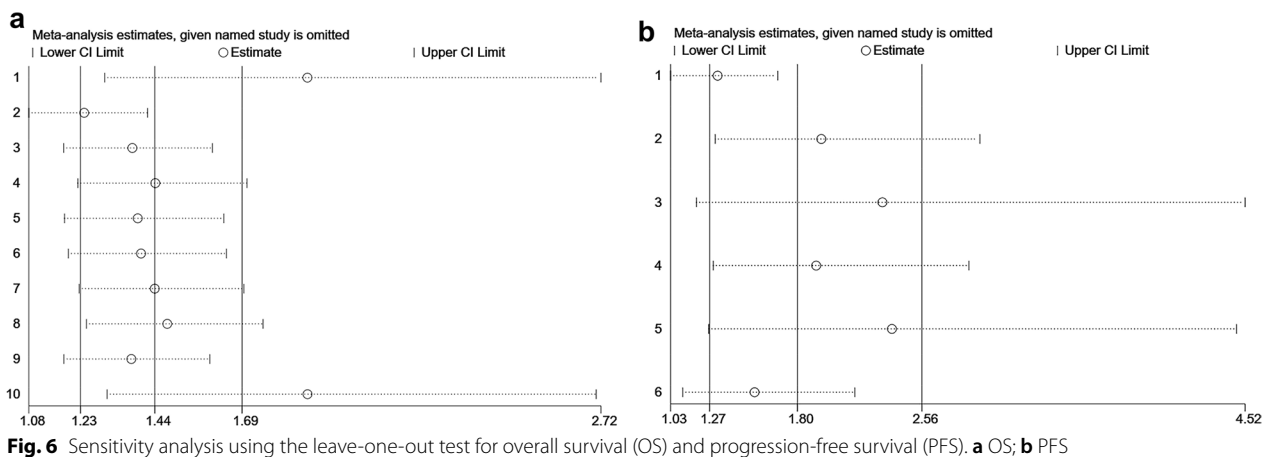 a
Meta-analysis estimates, given named study is omitted
| Lower CI Limit ○ Estimate | Upper CI Limit
1
2
3
4
5
6
7
8
9
10
1.08 1.23 1.44 1.69 2.72
b
Meta-analysis estimates, given named study is omitted
| Lower CI Limit ○ Estimate | Upper CI Limit
1
2
3
4
5
6
1.03 1.27 1.80 2.56 4.52
Fig. 6 Sensitivity analysis using the leave-one-out test for overall survival (OS) and progression-free survival (PFS). a OS; b PFS